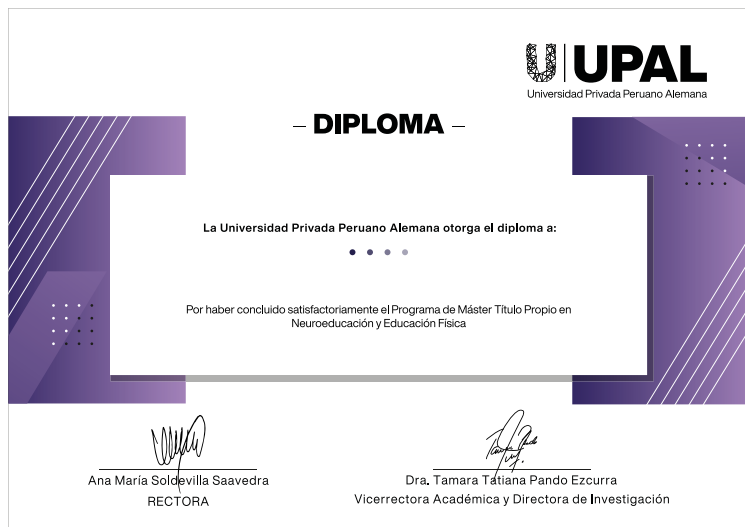 UPAL
Universidad Privada Peruano Alemana
– DIPLOMA –
La Universidad Privada Peruano Alemana otorga el diploma a:
Por haber concluido satisfactoriamente el Programa de Máster Título Propio en
Neuroeducación y Educación Física
Ana María Soldevilla Saavedra
RECTORA
Dra. Tamara Tatiana Pando Ezcurra
Vicerrectora Académica y Directora de Investigación